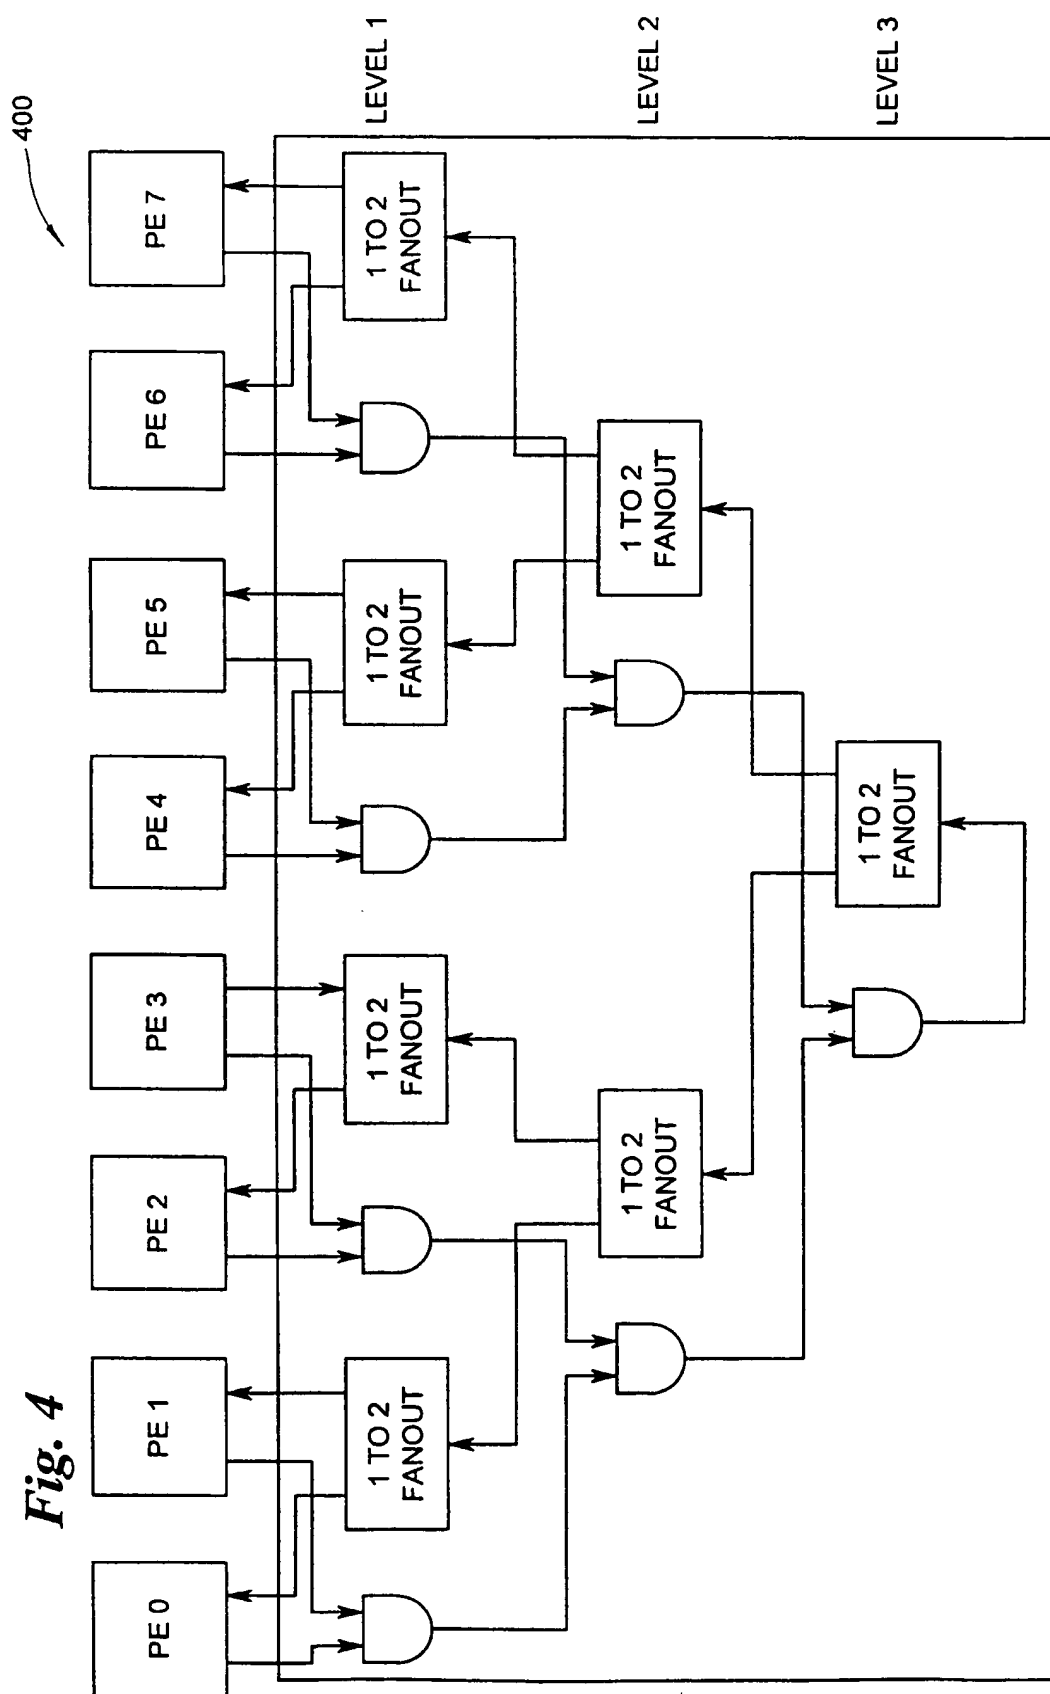 Fig. 4
400
PE 0
PE 1
PE 2
PE 3
PE 4
PE 5
PE 6
PE 7
1 TO 2
FANOUT
1 TO 2
FANOUT
1 TO 2
FANOUT
1 TO 2
FANOUT
LEVEL 1
1 TO 2
FANOUT
1 TO 2
FANOUT
LEVEL 2
1 TO 2
FANOUT
LEVEL 3